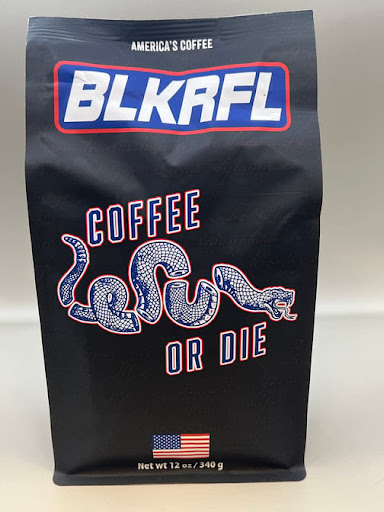 AMERICA'S COFFEE
BLKRFL
COFFEE
OR DIE
Net wt 12 oz / 340 g